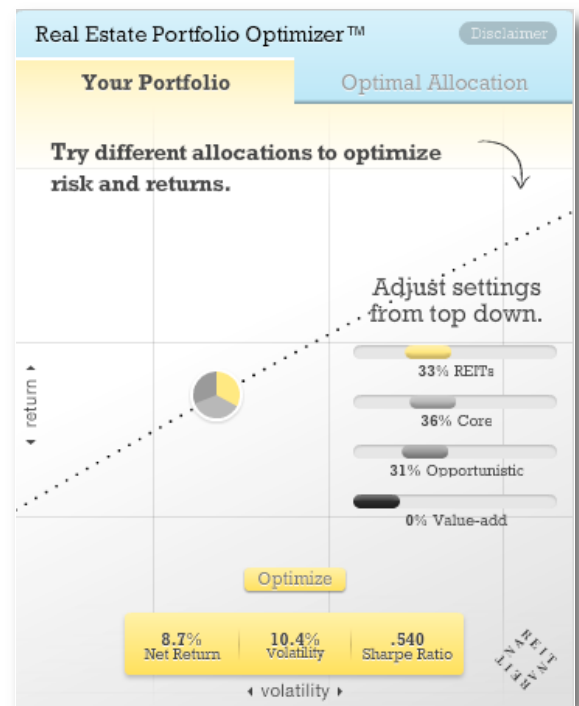 Real Estate Portfolio Optimizer™
Disclaimer
Your Portfolio
Optimal Allocation
Try different allocations to optimize
risk and returns.
Adjust settings
from top down.
33% REITs
36% Core
31% Opportunistic
0% Value-add
◂ return ▸
Optimize
8.7%
Net Return
10.4%
Volatility
.540
Sharpe Ratio
◂ volatility ▸
NAREIT
NAREIT